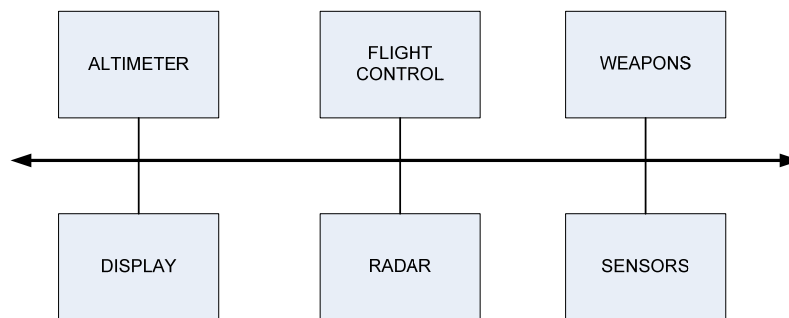 ALTIMETER
FLIGHT
CONTROL
WEAPONS
DISPLAY
RADAR
SENSORS